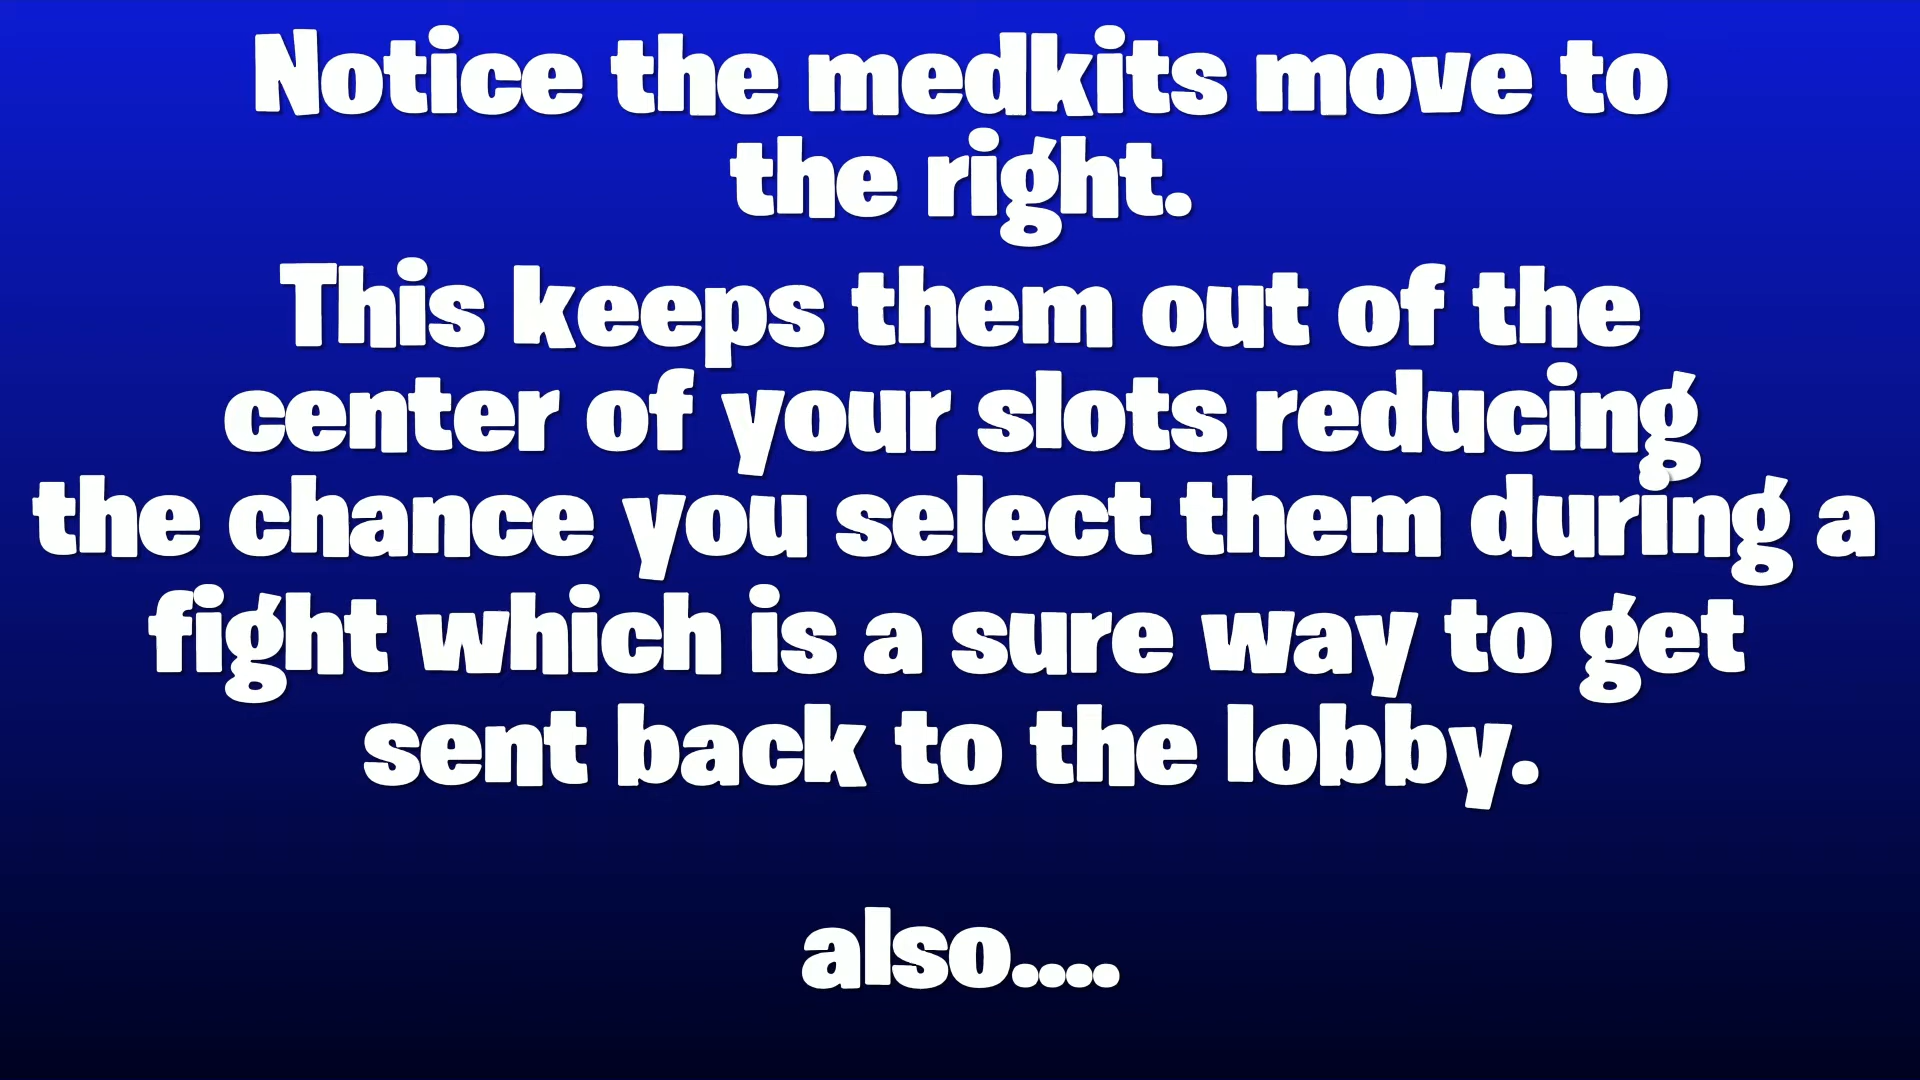 Notice the medkits move to
the right.
This keeps them out of the
center of your slots reducing
the chance you select them during a
fight which is a sure way to get
sent back to the lobby.
also....